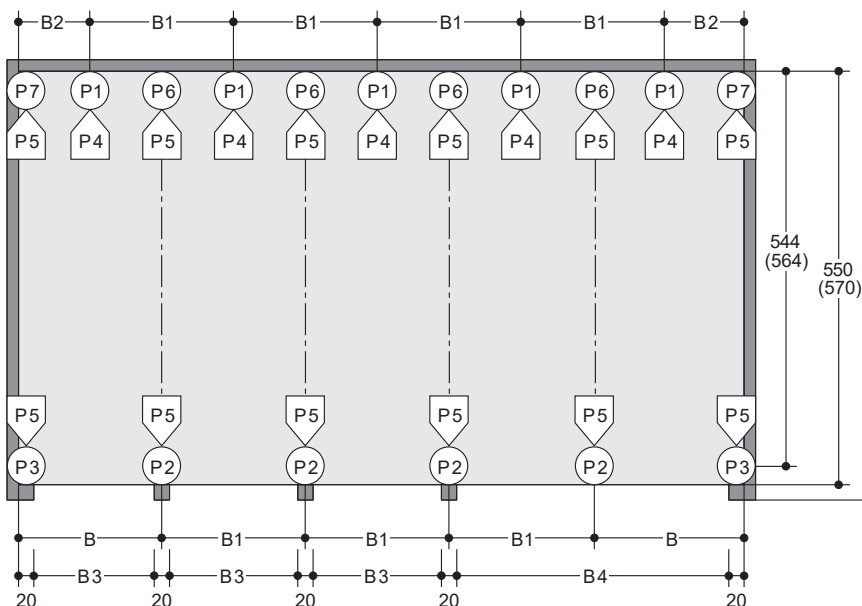 B2 B1 B1 B1 B1 B2
P7 P1 P6 P1 P6 P1 P6 P1 P6 P1 P7
P5 P4 P5 P4 P5 P4 P5 P4 P5 P4 P5
544
(564)
550
(570)
P5 P5 P5 P5 P5 P5
P3 P2 P2 P2 P2 P3
B B1 B1 B1 B
B3 B3 B3 B4
20 20 20 20 20